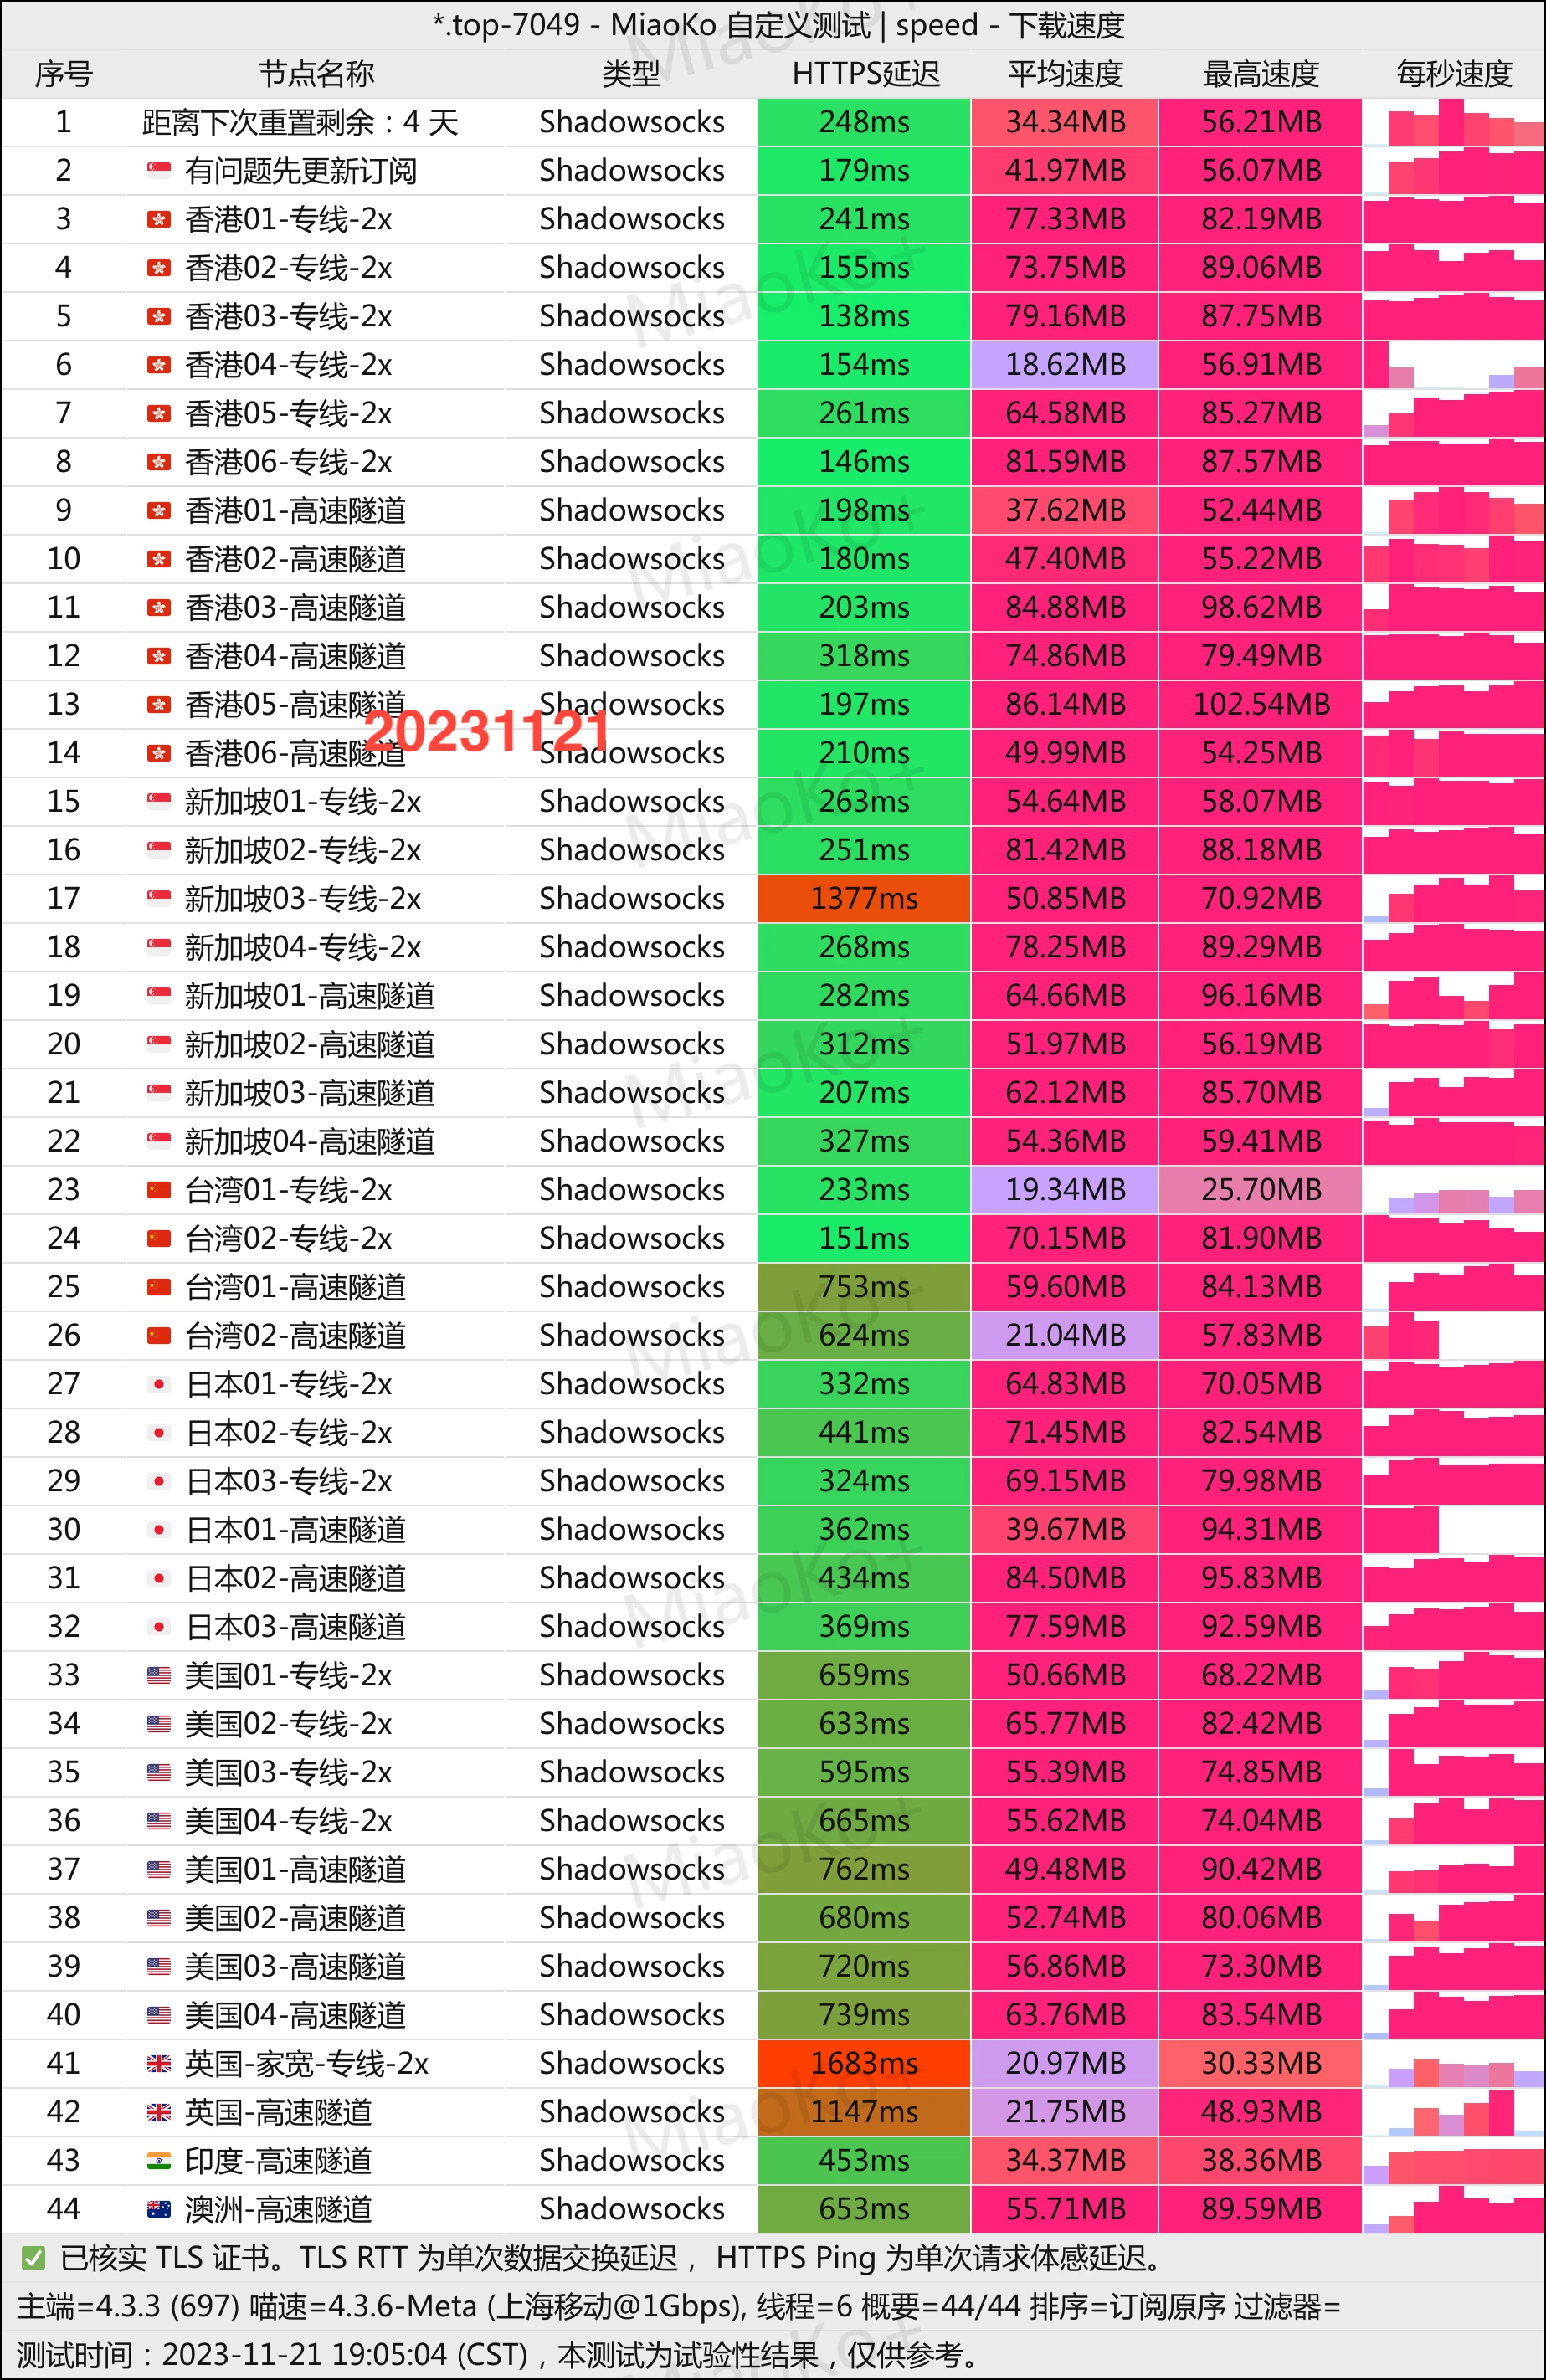 *.top-7049 - MiaoKo 自定义测试 | speed - 下载速度
序号 节点名称 类型 HTTPS延迟 平均速度 最高速度 每秒速度
1 距离下次重置剩余：4 天 Shadowsocks 248ms 34.34MB 56.21MB
2 有问题先更新订阅 Shadowsocks 179ms 41.97MB 56.07MB
3 香港01-专线-2x Shadowsocks 241ms 77.33MB 82.19MB
4 香港02-专线-2x Shadowsocks 155ms 73.75MB 89.06MB
5 香港03-专线-2x Shadowsocks 138ms 79.16MB 87.75MB
6 香港04-专线-2x Shadowsocks 154ms 18.62MB 56.91MB
7 香港05-专线-2x Shadowsocks 261ms 64.58MB 85.27MB
8 香港06-专线-2x Shadowsocks 146ms 81.59MB 87.57MB
9 香港01-高速隧道 Shadowsocks 198ms 37.62MB 52.44MB
10 香港02-高速隧道 Shadowsocks 180ms 47.40MB 55.22MB
11 香港03-高速隧道 Shadowsocks 203ms 84.88MB 98.62MB
12 香港04-高速隧道 Shadowsocks 318ms 74.86MB 79.49MB
13 香港05-高速隧道 Shadowsocks 197ms 86.14MB 102.54MB
20231121
14 香港06-高速隧道 Shadowsocks 210ms 49.99MB 54.25MB
15 新加坡01-专线-2x Shadowsocks 263ms 54.64MB 58.07MB
16 新加坡02-专线-2x Shadowsocks 251ms 81.42MB 88.18MB
17 新加坡03-专线-2x Shadowsocks 1377ms 50.85MB 70.92MB
18 新加坡04-专线-2x Shadowsocks 268ms 78.25MB 89.29MB
19 新加坡01-高速隧道 Shadowsocks 282ms 64.66MB 96.16MB
20 新加坡02-高速隧道 Shadowsocks 312ms 51.97MB 56.19MB
21 新加坡03-高速隧道 Shadowsocks 207ms 62.12MB 85.70MB
22 新加坡04-高速隧道 Shadowsocks 327ms 54.36MB 59.41MB
23 台湾01-专线-2x Shadowsocks 233ms 19.34MB 25.70MB
24 台湾02-专线-2x Shadowsocks 151ms 70.15MB 81.90MB
25 台湾01-高速隧道 Shadowsocks 753ms 59.60MB 84.13MB
26 台湾02-高速隧道 Shadowsocks 624ms 21.04MB 57.83MB
27 日本01-专线-2x Shadowsocks 332ms 64.83MB 70.05MB
28 日本02-专线-2x Shadowsocks 441ms 71.45MB 82.54MB
29 日本03-专线-2x Shadowsocks 324ms 69.15MB 79.98MB
30 日本01-高速隧道 Shadowsocks 362ms 39.67MB 94.31MB
31 日本02-高速隧道 Shadowsocks 434ms 84.50MB 95.83MB
32 日本03-高速隧道 Shadowsocks 369ms 77.59MB 92.59MB
33 美国01-专线-2x Shadowsocks 659ms 50.66MB 68.22MB
34 美国02-专线-2x Shadowsocks 633ms 65.77MB 82.42MB
35 美国03-专线-2x Shadowsocks 595ms 55.39MB 74.85MB
36 美国04-专线-2x Shadowsocks 665ms 55.62MB 74.04MB
37 美国01-高速隧道 Shadowsocks 762ms 49.48MB 90.42MB
38 美国02-高速隧道 Shadowsocks 680ms 52.74MB 80.06MB
39 美国03-高速隧道 Shadowsocks 720ms 56.86MB 73.30MB
40 美国04-高速隧道 Shadowsocks 739ms 63.76MB 83.54MB
41 英国-家宽-专线-2x Shadowsocks 1683ms 20.97MB 30.33MB
42 英国-高速隧道 Shadowsocks 1147ms 21.75MB 48.93MB
43 印度-高速隧道 Shadowsocks 453ms 34.37MB 38.36MB
44 澳洲-高速隧道 Shadowsocks 653ms 55.71MB 89.59MB
✅ 已核实 TLS 证书。TLS RTT 为单次数据交换延迟， HTTPS Ping 为单次请求体感延迟。
主端=4.3.3 (697) 喵速=4.3.6-Meta (上海移动@1Gbps), 线程=6 概要=44/44 排序=订阅原序 过滤器=
测试时间：2023-11-21 19:05:04 (CST)，本测试为试验性结果，仅供参考。
MiaoKo+
MiaoKo+
MiaoKo+
MiaoKo+
MiaoKo+
MiaoKo+
MiaoKo+
MiaoKo+
MiaoKo+
MiaoKo+